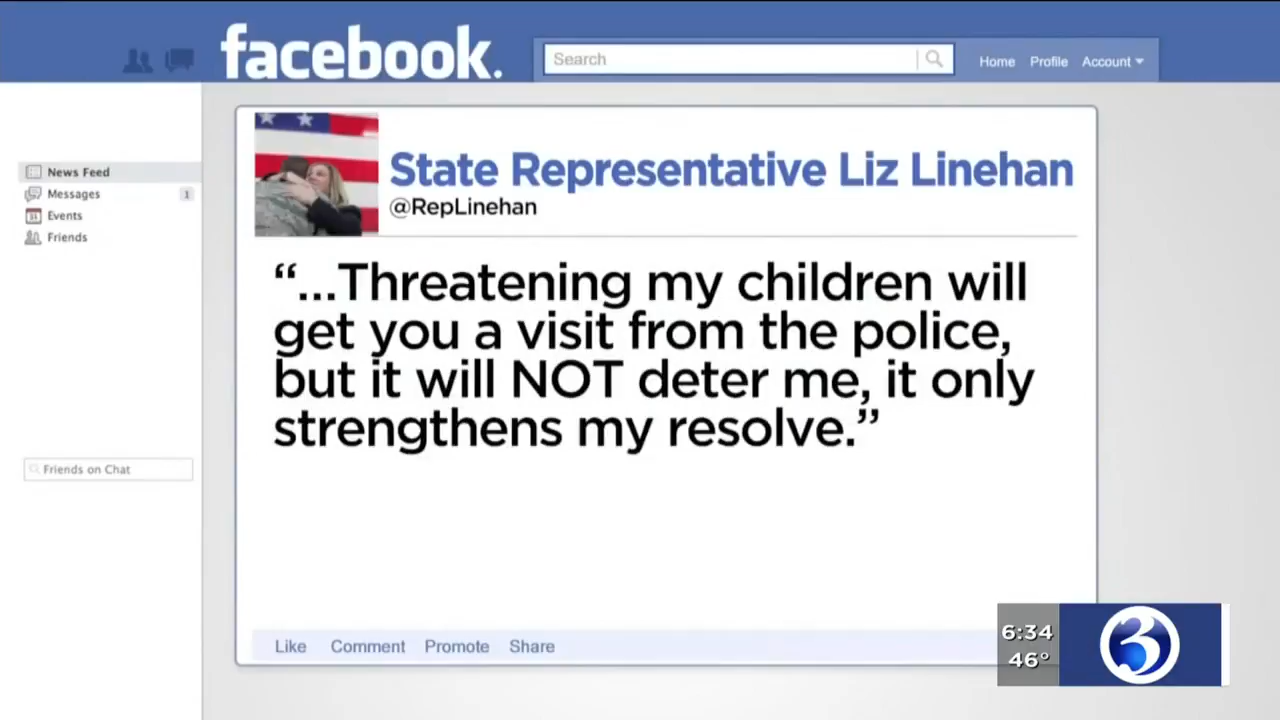 facebook.
Search
Home Profile Account
State Representative Liz Linehan
@RepLinehan
News Feed
Messages 1
Events
Friends
Friends on Chat
“...Threatening my children will
get you a visit from the police,
but it will NOT deter me, it only
strengthens my resolve.”
Like Comment Promote Share
6:34
46°
3